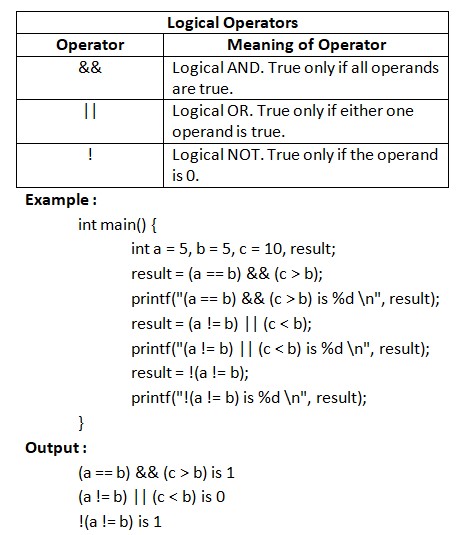 Logical Operators
Operator Meaning of Operator
&& Logical AND. True only if all operands
are true.
|| Logical OR. True only if either one
operand is true.
! Logical NOT. True only if the operand
is 0.
Example :
int main() {
int a = 5, b = 5, c = 10, result;
result = (a == b) && (c > b);
printf("(a == b) && (c > b) is %d \n", result);
result = (a != b) || (c < b);
printf("(a != b) || (c < b) is %d \n", result);
result = !(a != b);
printf("!(a != b) is %d \n", result);
}
Output :
(a == b) && (c > b) is 1
(a != b) || (c < b) is 0
!(a != b) is 1